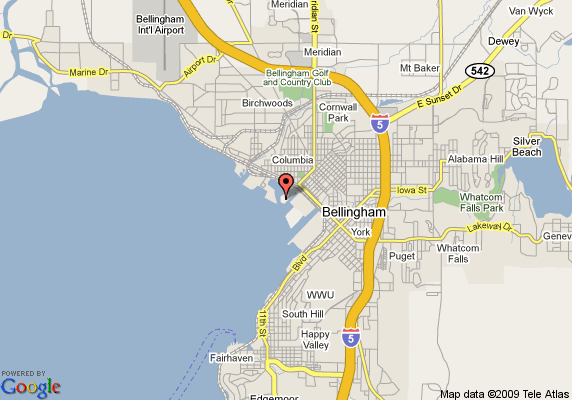 Meridian
Van Wyck
Bellingham
Int'l Airport
ridian St
Dewey
Meridian
Dr
Airport Dr
Marine Dr
Mt Baker
542
Bellingham Golf
and Country Club
Birchwoods
E Sunset Dr
Cornwall
Park
5
Silver
Beach
Columbia
Alabama Hill
Iowa St
Whatcom
Falls Park
Bellingham
York
Lakeway Dr
Genev
Whatcom
Falls
Puget
Blvd
WWU
South Hill
11th St
Happy
Valley
5
Fairhaven
POWERED BY
Google
Edgemoor
Map data ©2009 Tele Atlas